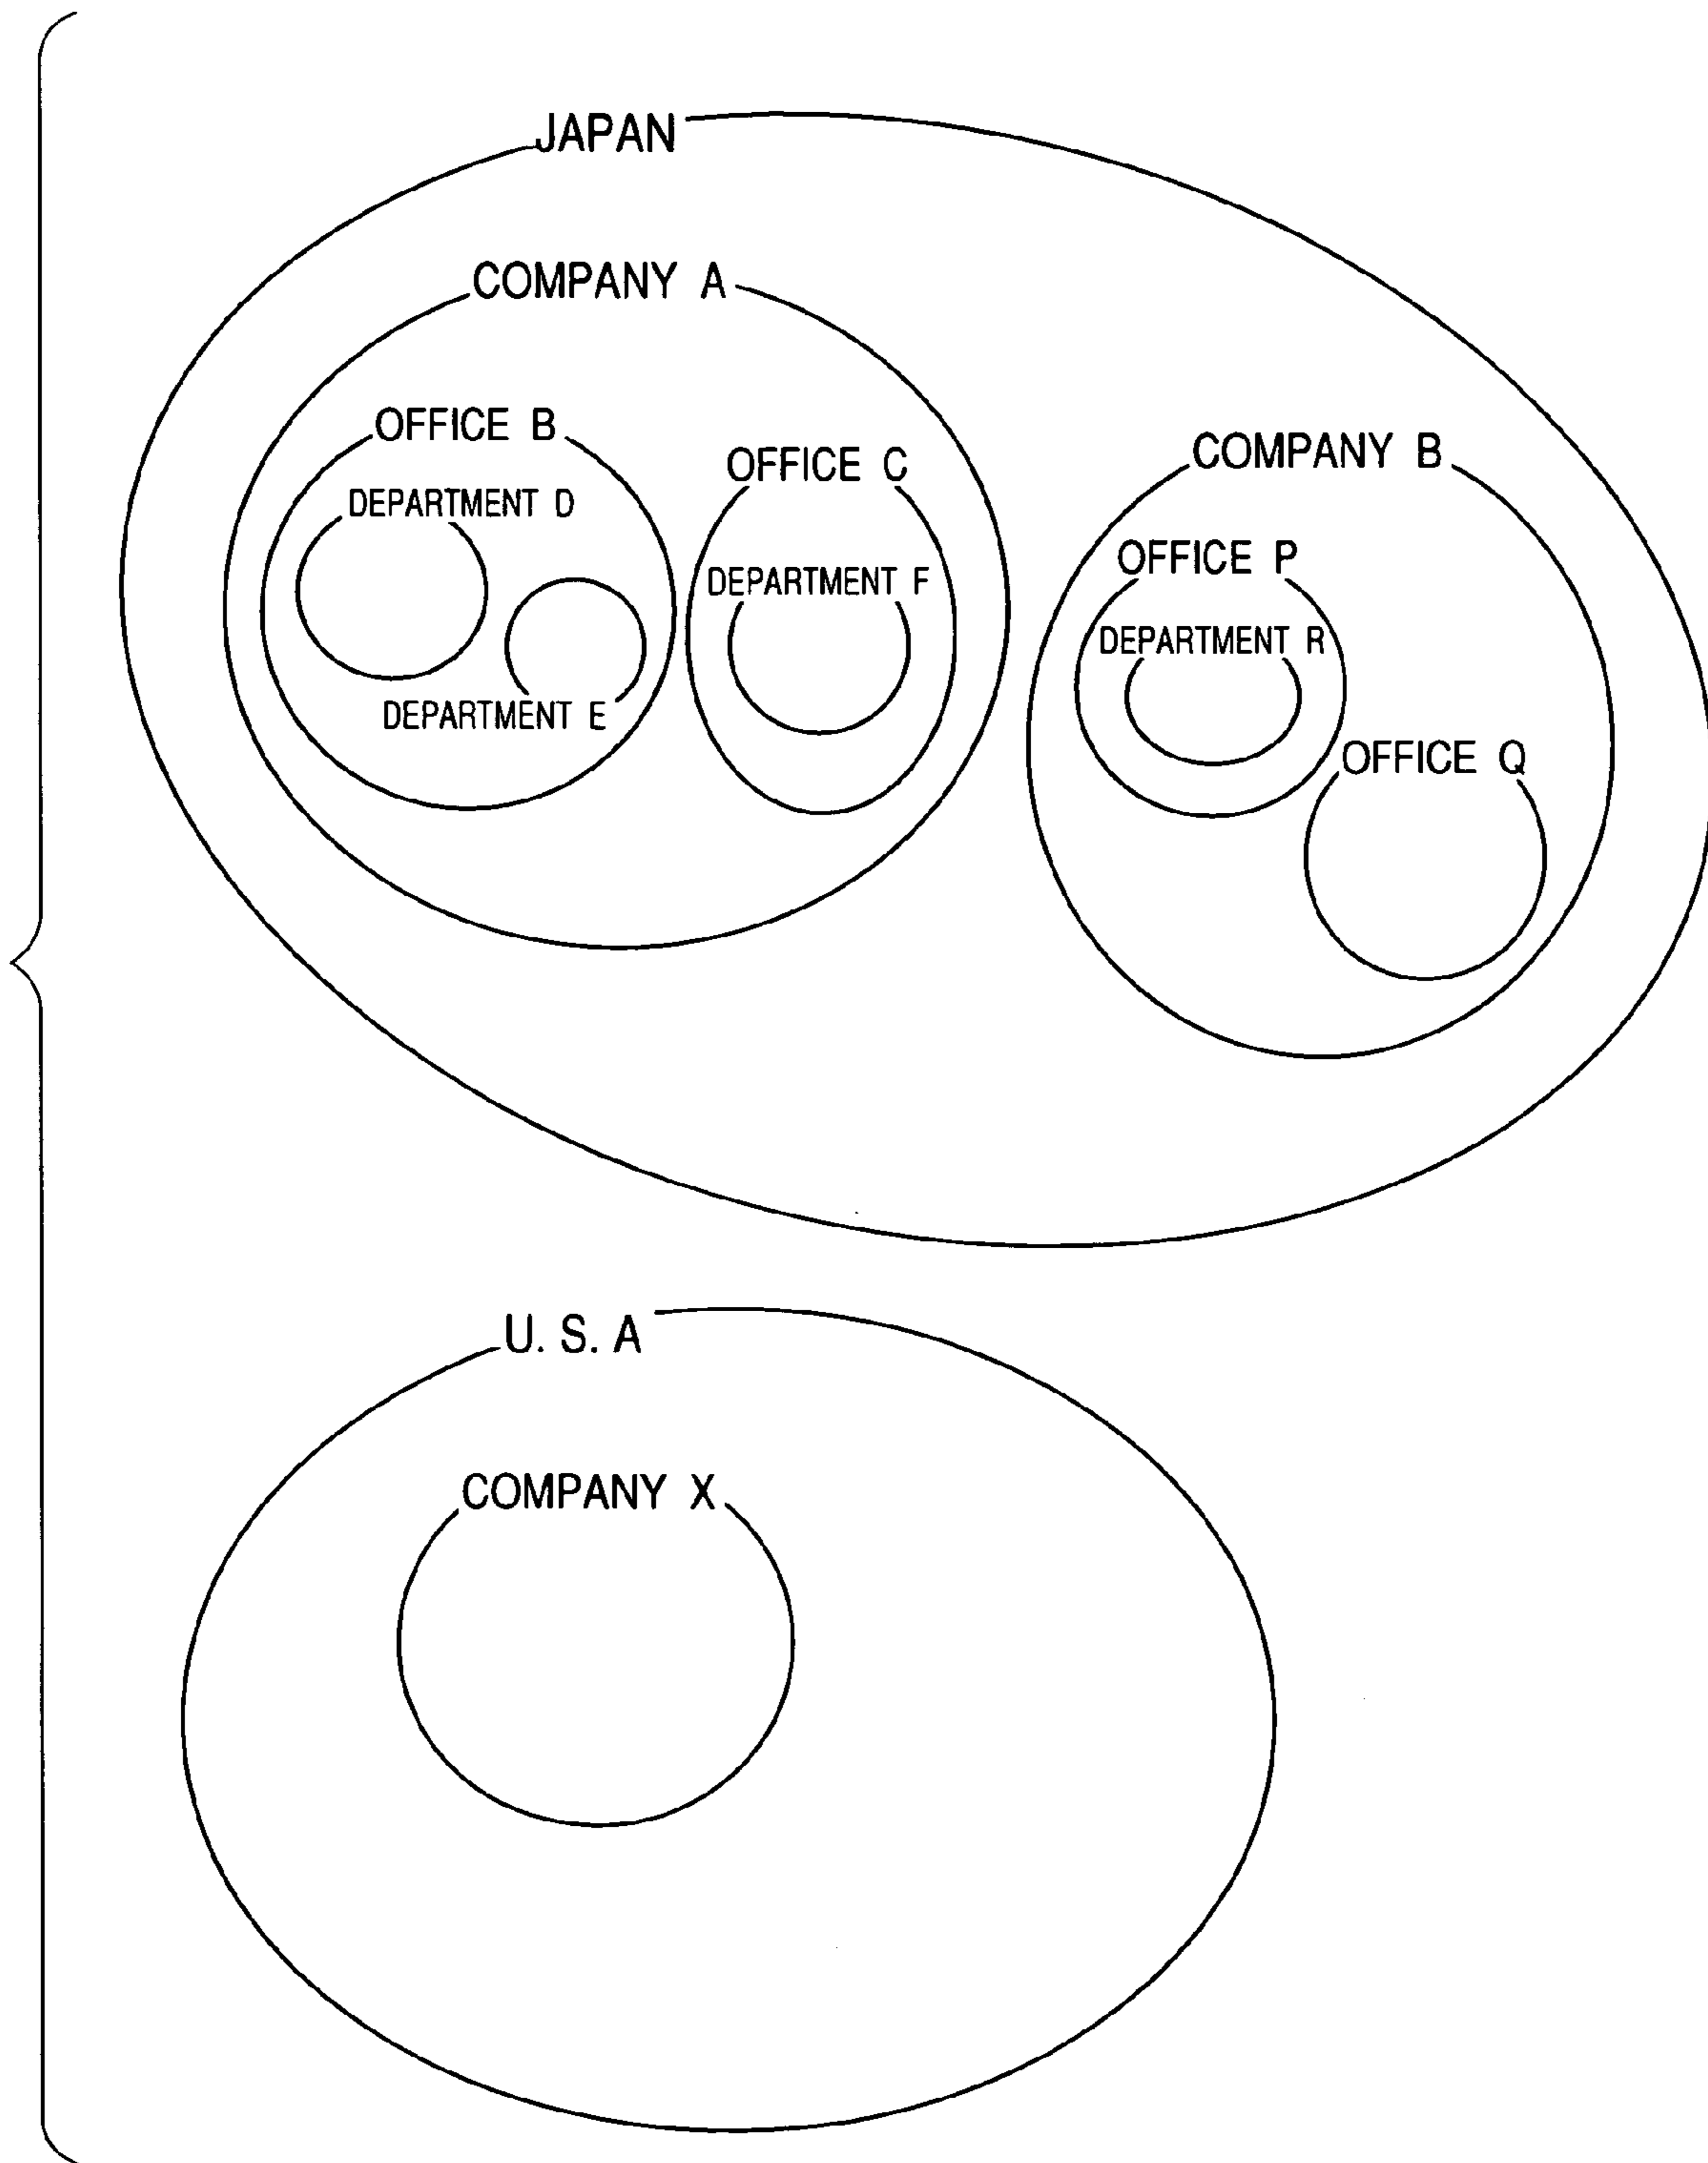 JAPAN
COMPANY A
OFFICE B
OFFICE C
COMPANY B
DEPARTMENT D
OFFICE P
DEPARTMENT F
DEPARTMENT R
DEPARTMENT E
OFFICE Q
U. S. A
COMPANY X